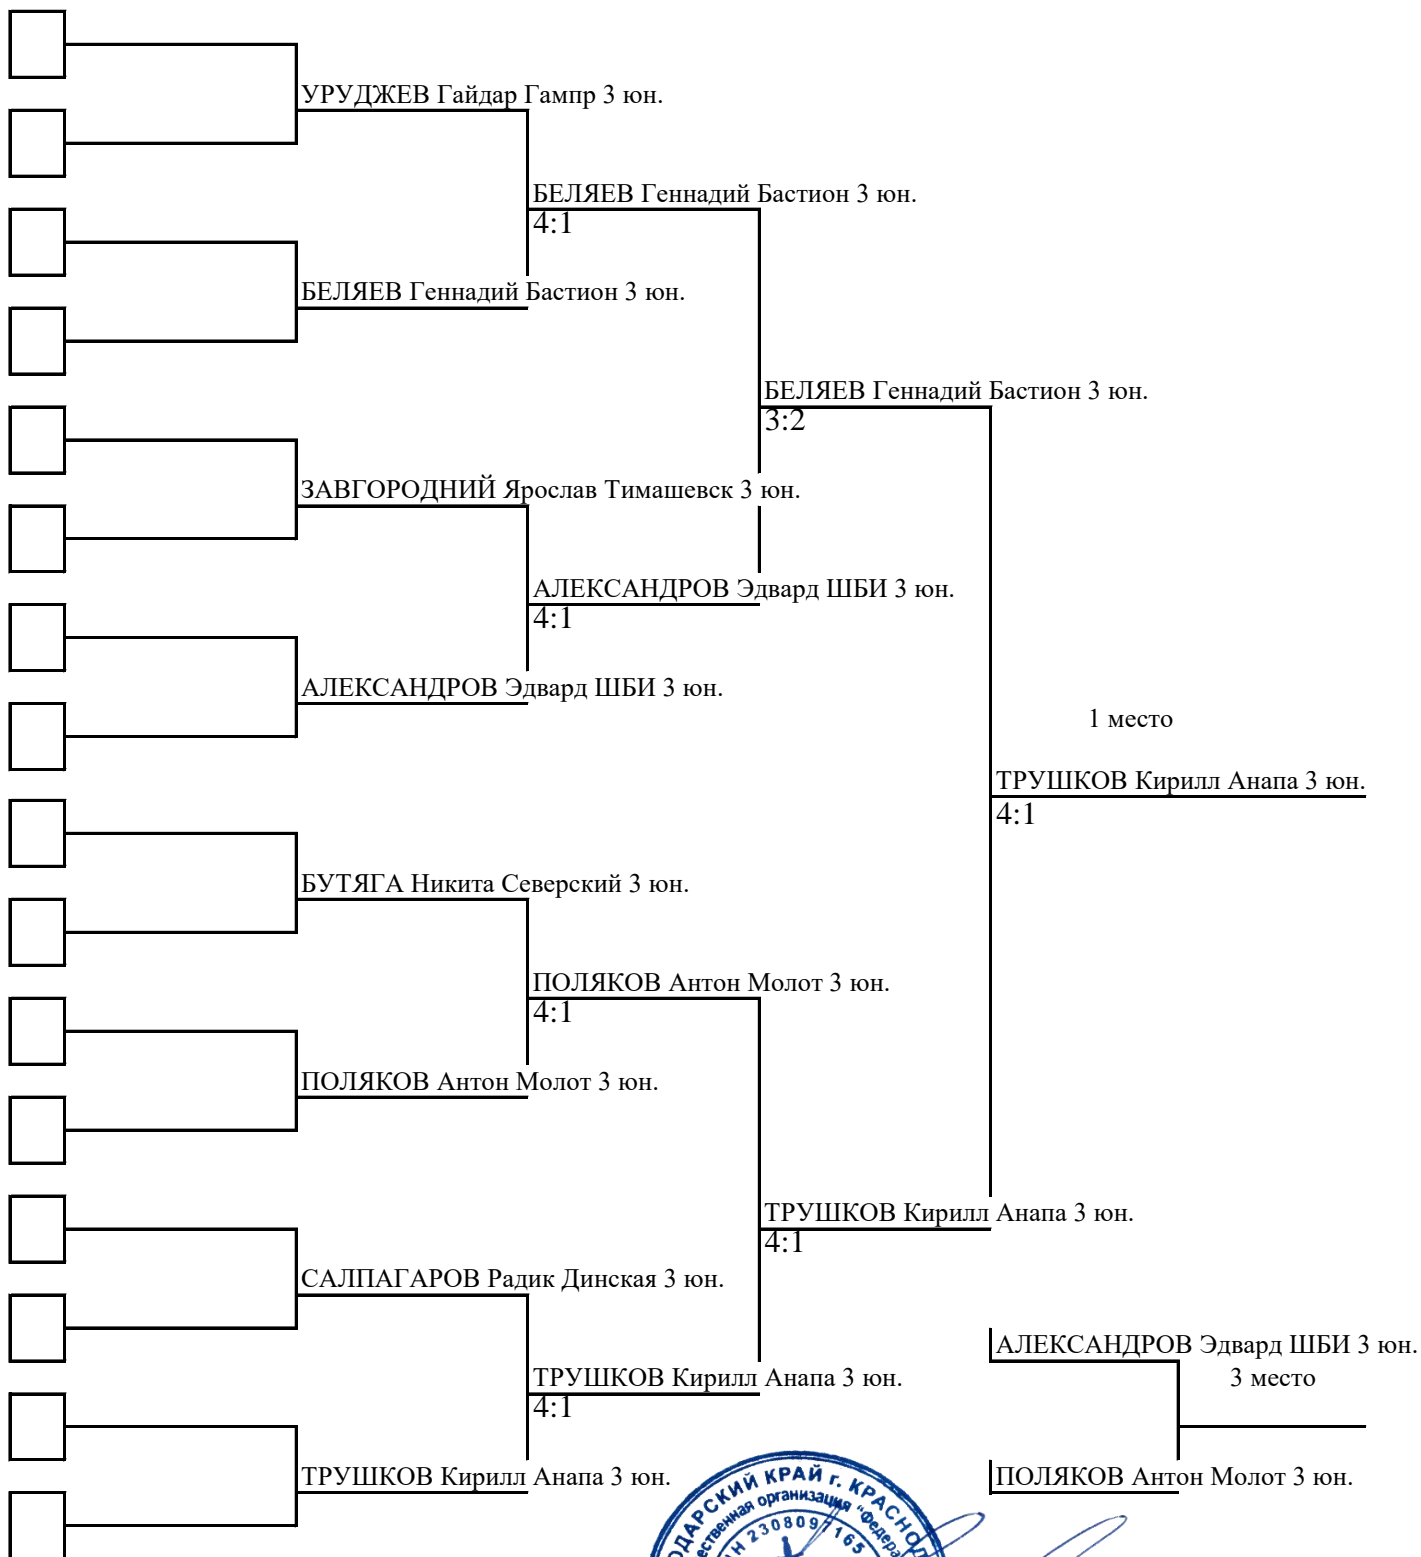 УРУДЖЕВ Гайдар Гампр 3 юн.
БЕЛЯЕВ Геннадий Бастион 3 юн.
4:1
БЕЛЯЕВ Геннадий Бастион 3 юн.
БЕЛЯЕВ Геннадий Бастион 3 юн.
3:2
ЗАВГОРОДНИЙ Ярослав Тимашевск 3 юн.
АЛЕКСАНДРОВ Эдвард ШБИ 3 юн.
4:1
АЛЕКСАНДРОВ Эдвард ШБИ 3 юн.
1 место
ТРУШКОВ Кирилл Анапа 3 юн.
4:1
БУТЯГА Никита Северский 3 юн.
ПОЛЯКОВ Антон Молот 3 юн.
4:1
ПОЛЯКОВ Антон Молот 3 юн.
ТРУШКОВ Кирилл Анапа 3 юн.
4:1
САЛПАГАРОВ Радик Динская 3 юн.
АЛЕКСАНДРОВ Эдвард ШБИ 3 юн.
ТРУШКОВ Кирилл Анапа 3 юн.
3 место
4:1
ТРУШКОВ Кирилл Анапа 3 юн.
ПОЛЯКОВ Антон Молот 3 юн.
КРАЙ г.
организация
2308097165